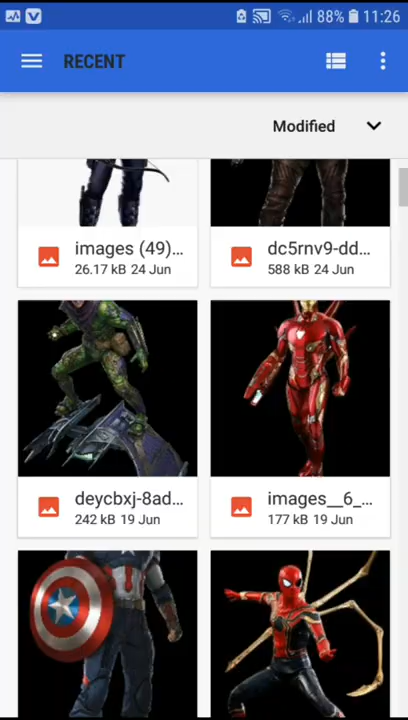 88% 11:26
RECENT
Modified
images (49)...
26.17 kB 24 Jun
dc5rnv9-dd...
588 kB 24 Jun
deycbxj-8ad...
242 kB 19 Jun
images__6_...
177 kB 19 Jun